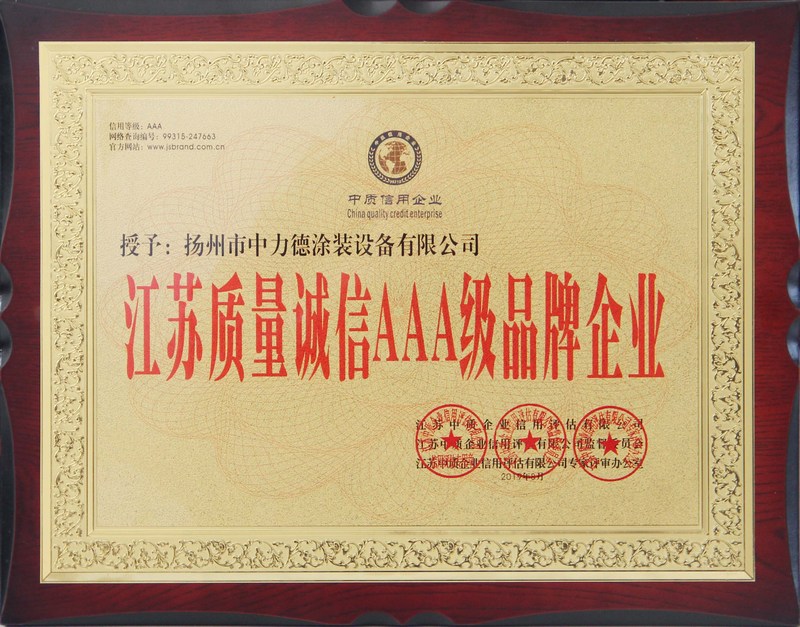 信用等级：AAA
网络查询编号：99315-247663
官方网站：www.jsbrand.com.cn
中质信用企业
China quality credit enterprise
授予：扬州市中力德涂装设备有限公司
江苏质量诚信AAA级品牌企业
江苏中质企业信用评估有限公司
江苏中质企业信用评 有限公司监督 员会
江苏中质企业信用评估有限公司专家评审办公室